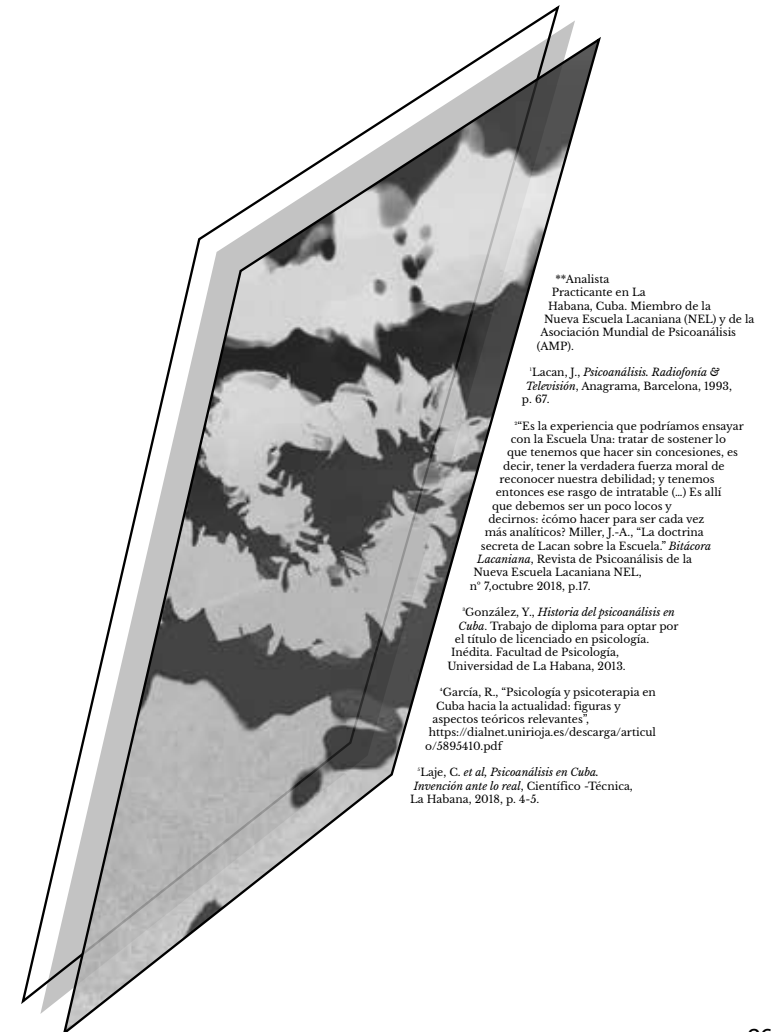 **Analista
Practicante en La
Habana, Cuba. Miembro de la
Nueva Escuela Lacaniana (NEL) y de la
Asociación Mundial de Psicoanálisis
(AMP).
¹Lacan, J., Psicoanálisis. Radiofonía &
Televisión, Anagrama, Barcelona, 1993,
p. 67.
²“Es la experiencia que podríamos ensayar
con la Escuela Una: tratar de sostener lo
que tenemos que hacer sin concesiones, es
decir, tener la verdadera fuerza moral de
reconocer nuestra debilidad; y tenemos
entonces ese rasgo de intratable (...) Es allí
que debemos ser un poco locos y
decirnos: ¿cómo hacer para ser cada vez
más analíticos? Miller, J.-A., “La doctrina
secreta de Lacan sobre la Escuela.” Bitácora
Lacaniana, Revista de Psicoanálisis de la
Nueva Escuela Lacaniana NEL,
nº 7,octubre 2018, p.17.
³González, Y., Historia del psicoanálisis en
Cuba. Trabajo de diploma para optar por
el título de licenciado en psicología.
Inédita. Facultad de Psicología,
Universidad de La Habana, 2013.
⁴García, R., “Psicología y psicoterapia en
Cuba hacia la actualidad: figuras y
aspectos teóricos relevantes”,
https://dialnet.unirioja.es/descarga/articul
o/5895410.pdf
⁵Laje, C. et al, Psicoanálisis en Cuba.
Invención ante lo real, Científico -Técnica,
La Habana, 2018, p. 4-5.